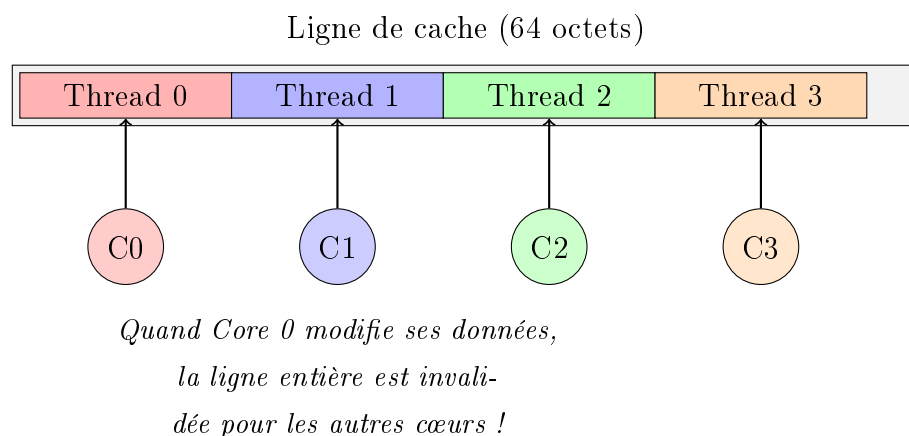 Ligne de cache (64 octets)
Thread 0 Thread 1 Thread 2 Thread 3
C0 C1 C2 C3
Quand Core 0 modifie ses données,
la ligne entière est invali-
dée pour les autres cœurs !